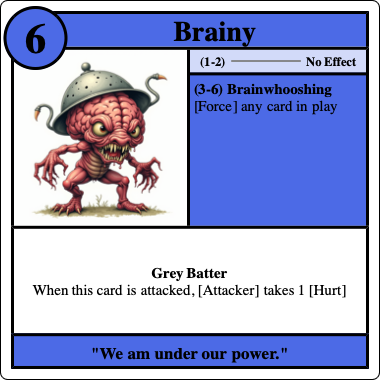 6
Brainy
(1-2) No Effect
(3-6) Brainwhooshing
[Force] any card in play
Grey Batter
When this card is attacked, [Attacker] takes 1 [Hurt]
"We am under our power."